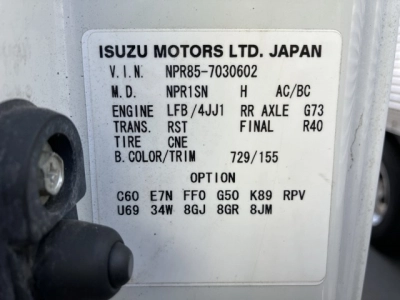 ISUZU MOTORS LTD. JAPAN
V.I.N. NPR85-7030602
M.D. NPR1SN H AC/BC
ENGINE LFB/4JJ1 RR AXLE G73
TRANS. RST FINAL R40
TIRE CNE
B.COLOR/TRIM 729/155
OPTION
C60 E7N FF0 G50 K89 RPV
U69 34W 8GJ 8GR 8JM